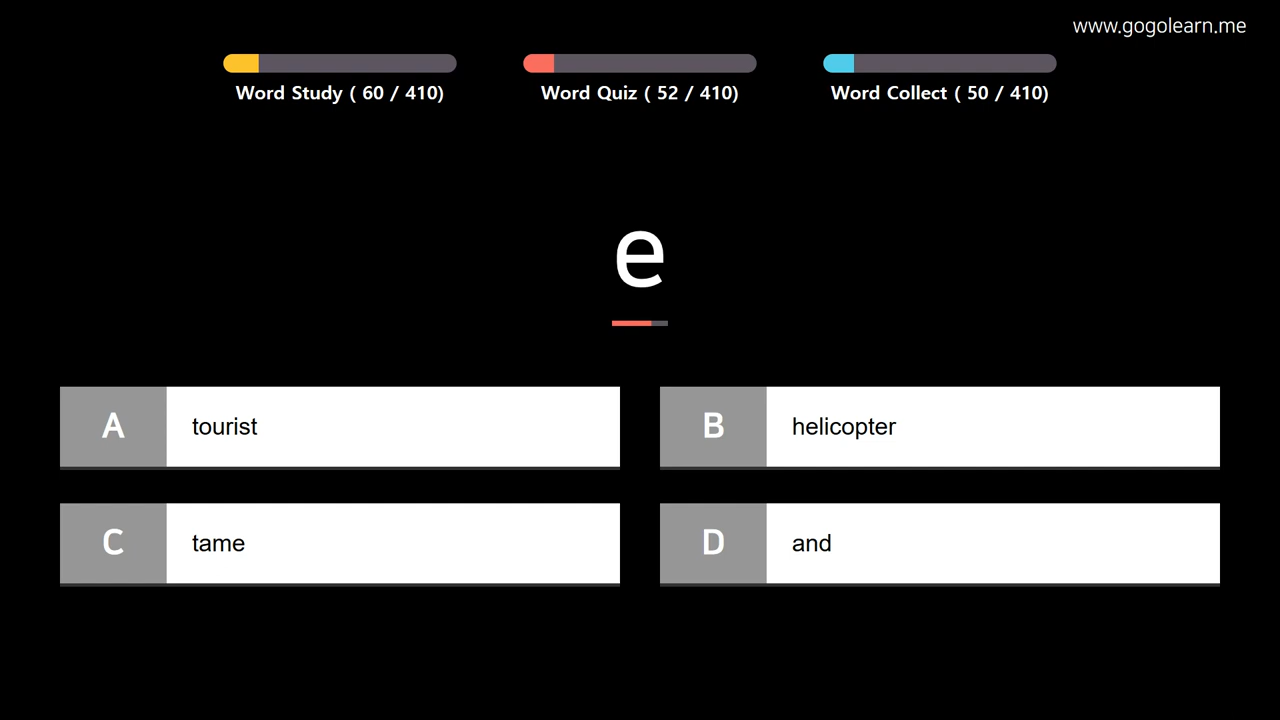 www.gogolearn.me
Word Study ( 60 / 410)
Word Quiz ( 52 / 410)
Word Collect ( 50 / 410)
e
A tourist
B helicopter
C tame
D and